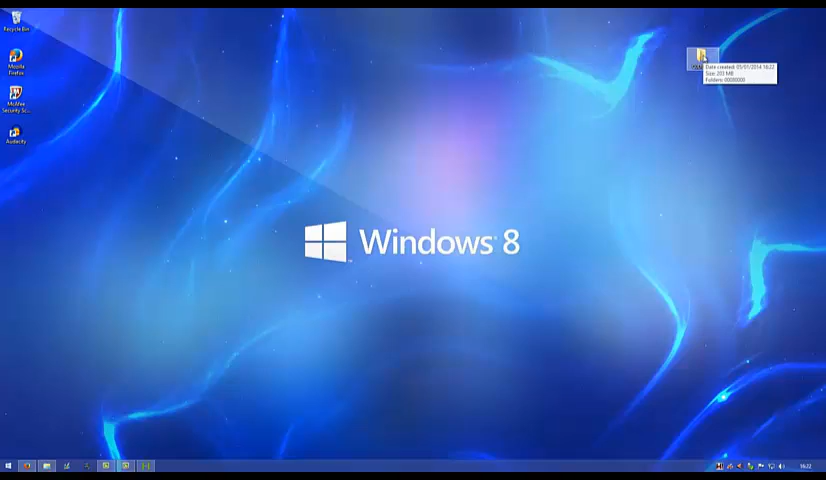 Recycle Bin
Mozilla
Firefox
McAfee
Security Sc...
Audacity
Date created: 05/01/2014 16:22
Size: 203 MB
Folders: 00080000
Windows 8
16:22